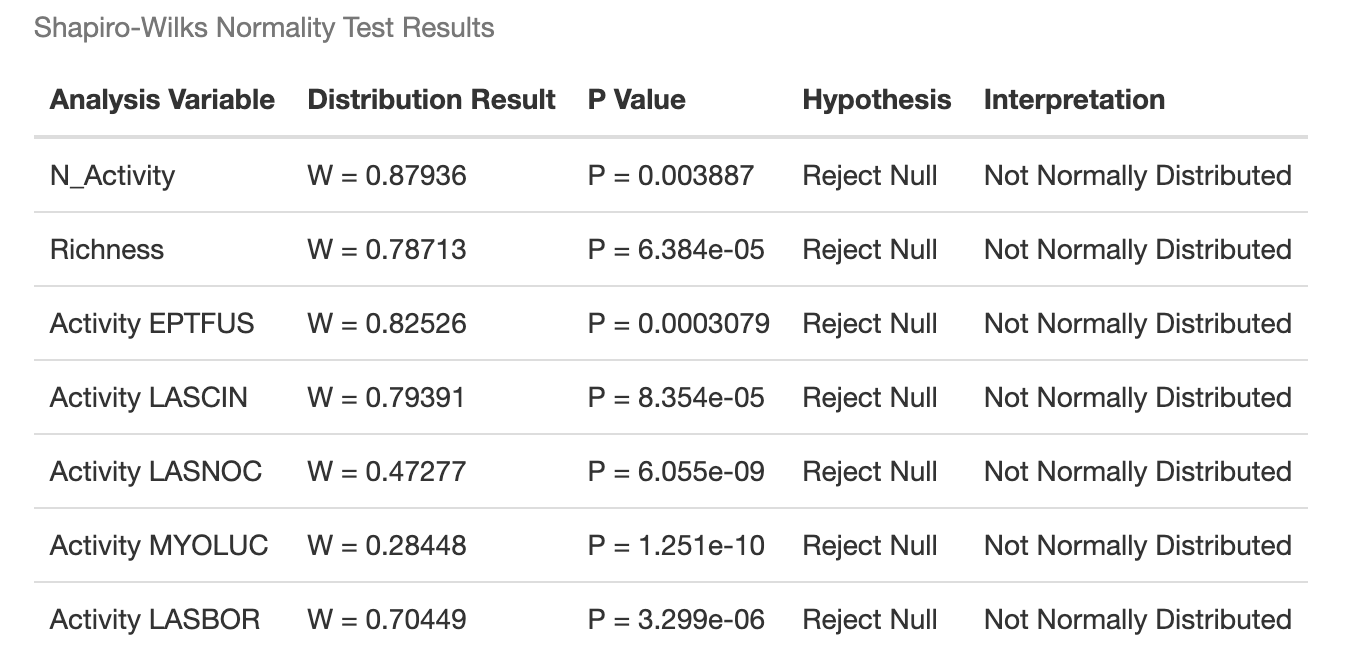 Shapiro-Wilks Normality Test Results
Analysis Variable Distribution Result P Value Hypothesis Interpretation
N_Activity W = 0.87936 P = 0.003887 Reject Null Not Normally Distributed
Richness W = 0.78713 P = 6.384e-05 Reject Null Not Normally Distributed
Activity EPTFUS W = 0.82526 P = 0.0003079 Reject Null Not Normally Distributed
Activity LASCIN W = 0.79391 P = 8.354e-05 Reject Null Not Normally Distributed
Activity LASNOC W = 0.47277 P = 6.055e-09 Reject Null Not Normally Distributed
Activity MYOLUC W = 0.28448 P = 1.251e-10 Reject Null Not Normally Distributed
Activity LASBOR W = 0.70449 P = 3.299e-06 Reject Null Not Normally Distributed